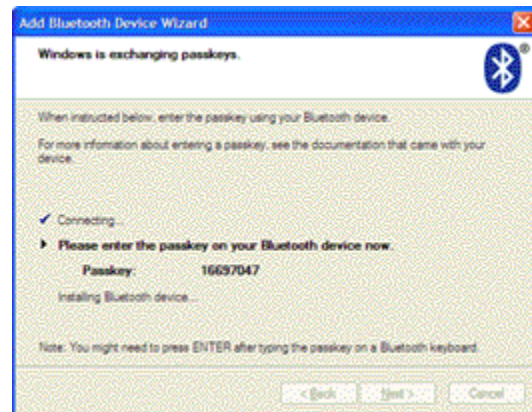 Add Bluetooth Device Wizard
Windows is exchanging passkeys.
®
When instructed below, enter the passkey using your Bluetooth device.
For more information about entering a passkey, see the documentation that came with your
device.
Connecting...
Please enter the passkey on your Bluetooth device now.
Passkey: 16697047
Installing Bluetooth device...
Note: You might need to press ENTER after typing the passkey on a Bluetooth keyboard.
< Back Next > Cancel